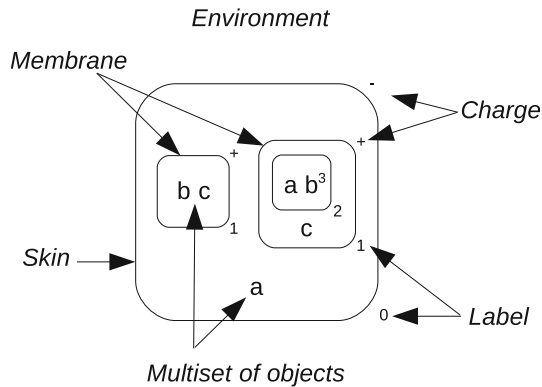 Environment
Membrane
-
Charge
+
+
b c
a b³
2
1
c
1
Skin
a
0
Label
Multiset of objects